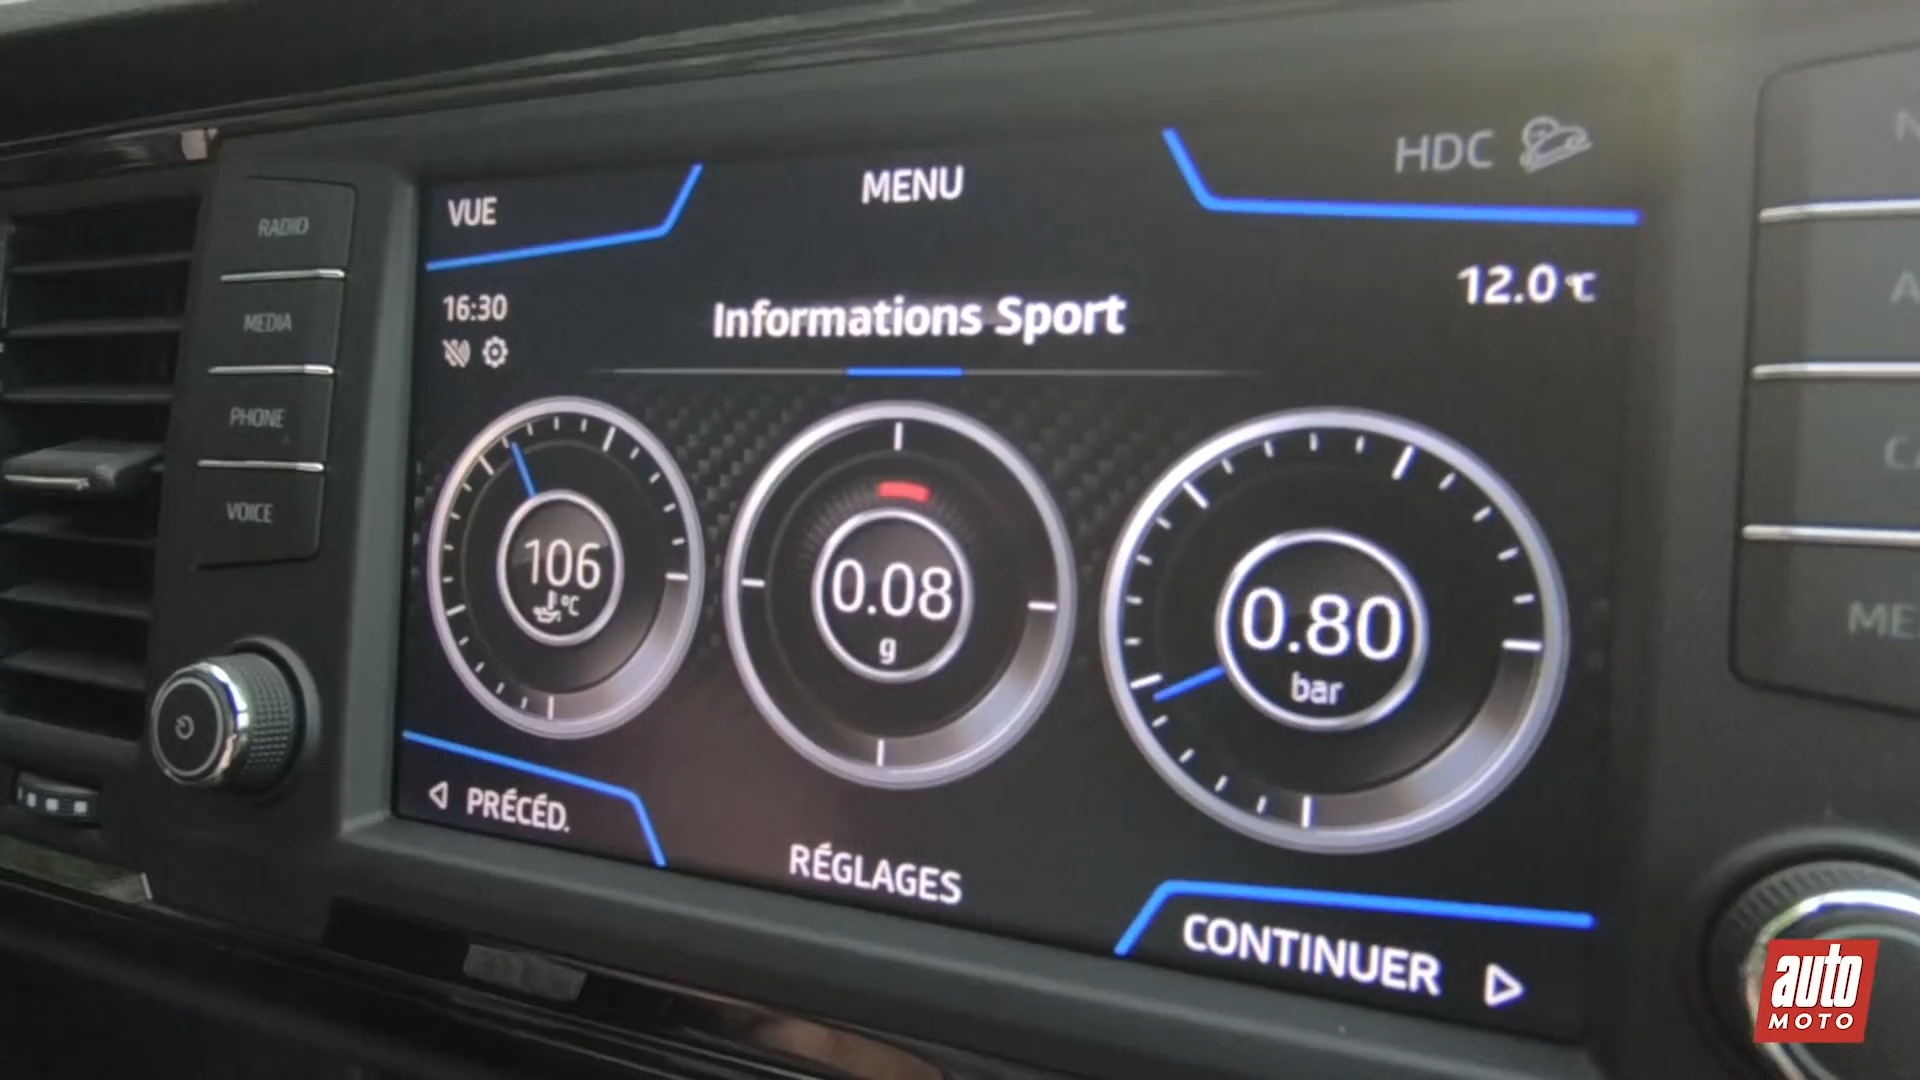 VUE
MENU
HDC
RADIO
16:30
Informations Sport
12.0 °C
MEDIA
PHONE
VOICE
106
°C
0.08
g
0.80
bar
PRÉCÉD.
RÉGLAGES
CONTINUER
auto
MOTO